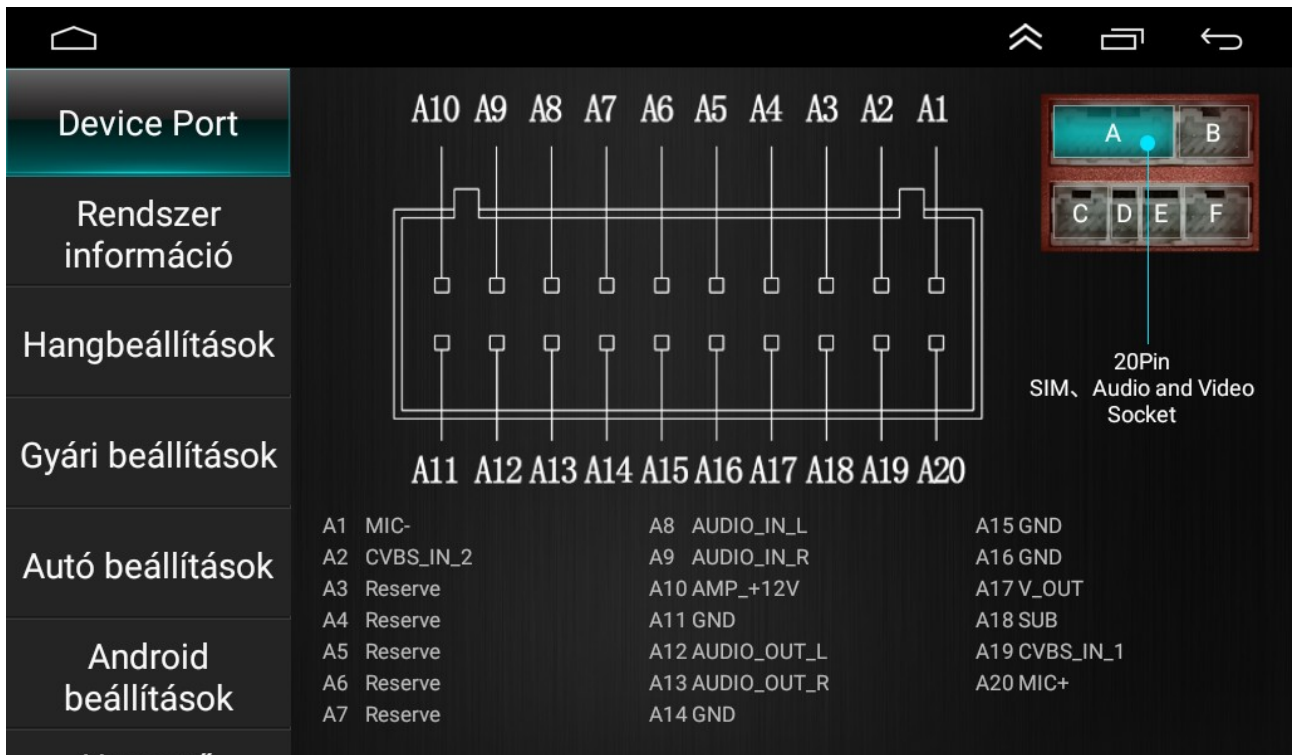 Device Port
Rendszer
információ
Hangbeállítások
Gyári beállítások
Autó beállítások
Android
beállítások
A10 A9 A8 A7 A6 A5 A4 A3 A2 A1
A11 A12 A13 A14 A15 A16 A17 A18 A19 A20
A B
C D E F
20Pin
SIM、Audio and Video
Socket
A1 MIC-
A2 CVBS_IN_2
A3 Reserve
A4 Reserve
A5 Reserve
A6 Reserve
A7 Reserve
A8 AUDIO_IN_L
A9 AUDIO_IN_R
A10 AMP_+12V
A11 GND
A12 AUDIO_OUT_L
A13 AUDIO_OUT_R
A14 GND
A15 GND
A16 GND
A17 V_OUT
A18 SUB
A19 CVBS_IN_1
A20 MIC+